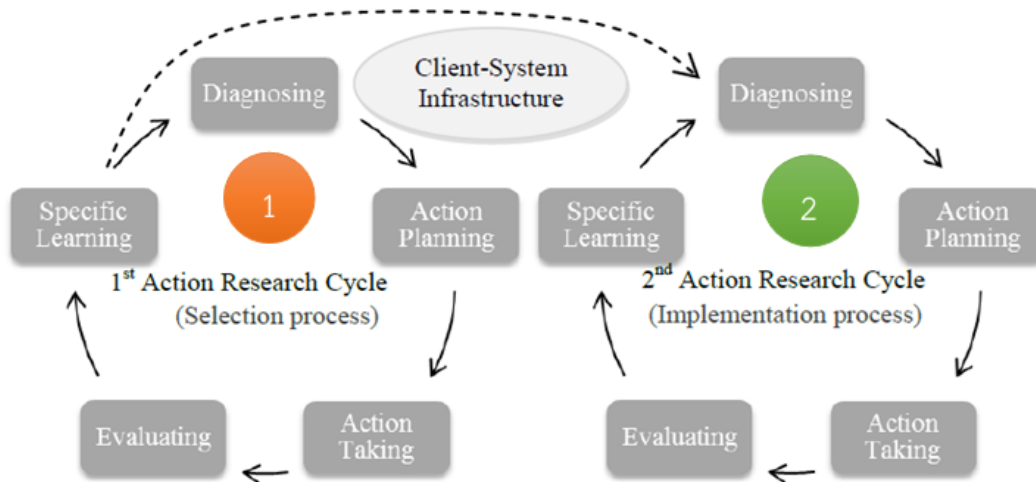 Client-System
Infrastructure
Diagnosing
Diagnosing
1
2
Specific
Learning
Action
Planning
Specific
Learning
Action
Planning
1st Action Research Cycle
(Selection process)
2nd Action Research Cycle
(Implementation process)
Evaluating
Action
Taking
Evaluating
Action
Taking